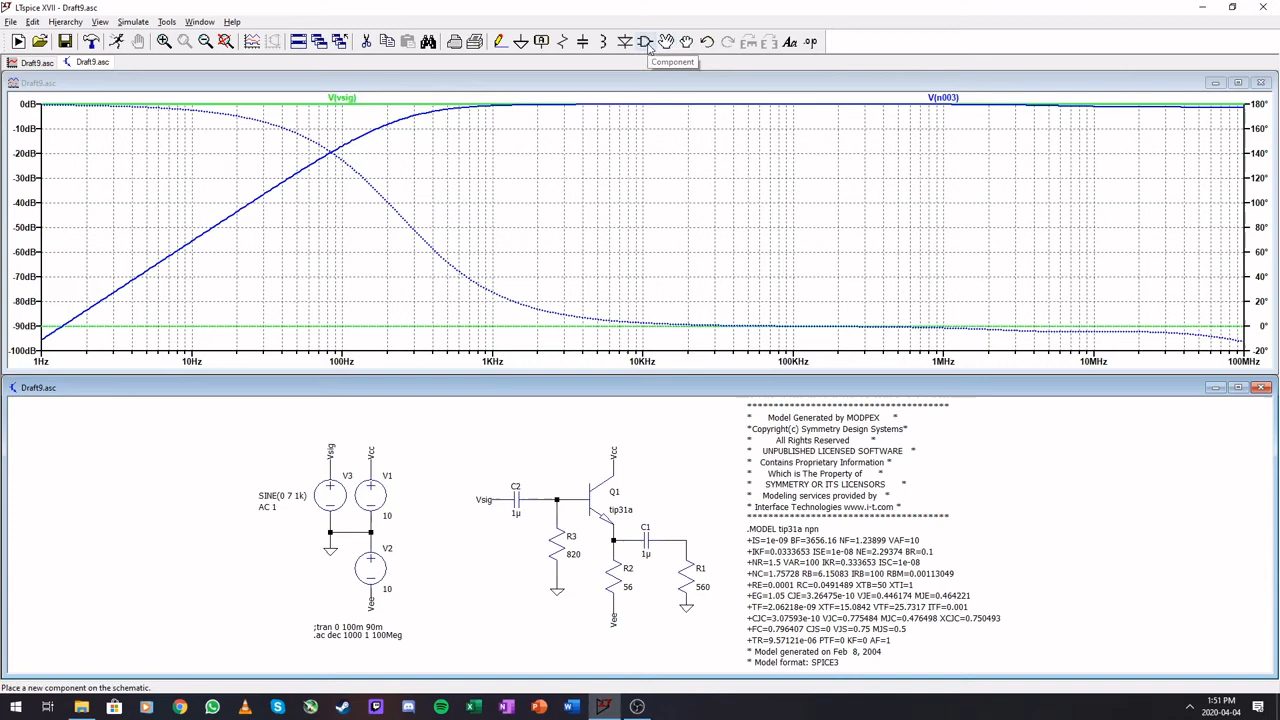 LTspice XVII - Draft9.asc
File Edit Hierarchy View Simulate Tools Window Help
Component
Draft9.asc Draft9.asc
Draft9.asc
V(vsig) V(n003)
0dB 180°
-10dB 160°
-20dB 140°
-30dB 120°
-40dB 100°
-50dB 80°
-60dB 60°
-70dB 40°
-80dB 20°
-90dB 0°
-100dB -20°
1Hz 10Hz 100Hz 1KHz 10KHz 100KHz 1MHz 10MHz 100MHz
Draft9.asc
Vsig Vcc
V3 V1
SINE(0 7 1k)
AC 1
10
V2
10
Vee
;tran 0 100m 90m
.ac dec 1000 1 100Meg
Vcc
C2
Q1
Vsig
1µ
tip31a
C1
R3
820
1µ
R2
56
R1
560
Vee
****************************************
* Model Generated by MODPEX *
*Copyright(c) Symmetry Design Systems*
* All Rights Reserved *
* UNPUBLISHED LICENSED SOFTWARE *
* Contains Proprietary Information *
* Which is The Property of *
* SYMMETRY OR ITS LICENSORS *
* Modeling services provided by *
* Interface Technologies www.i-t.com *
****************************************
.MODEL tip31a npn
+IS=1e-09 BF=3656.16 NF=1.23899 VAF=10
+IKF=0.0333653 ISE=1e-08 NE=2.29374 BR=0.1
+NR=1.5 VAR=100 IKR=0.333653 ISC=1e-08
+NC=1.75728 RB=6.15083 IRB=100 RBM=0.00113049
+RE=0.0001 RC=0.0491489 XTB=50 XTI=1
+EG=1.05 CJE=3.26475e-10 VJE=0.446174 MJE=0.464221
+TF=2.06218e-09 XTF=15.0842 VTF=25.7317 ITF=0.001
+CJC=3.07593e-10 VJC=0.775484 MJC=0.476498 XCJC=0.750493
+FC=0.796407 CJS=0 VJS=0.75 MJS=0.5
+TR=9.57121e-06 PTF=0 KF=0 AF=1
* Model generated on Feb 8, 2004
* Model format: SPICE3
Place a new component on the schematic.
1:51 PM
2020-04-04